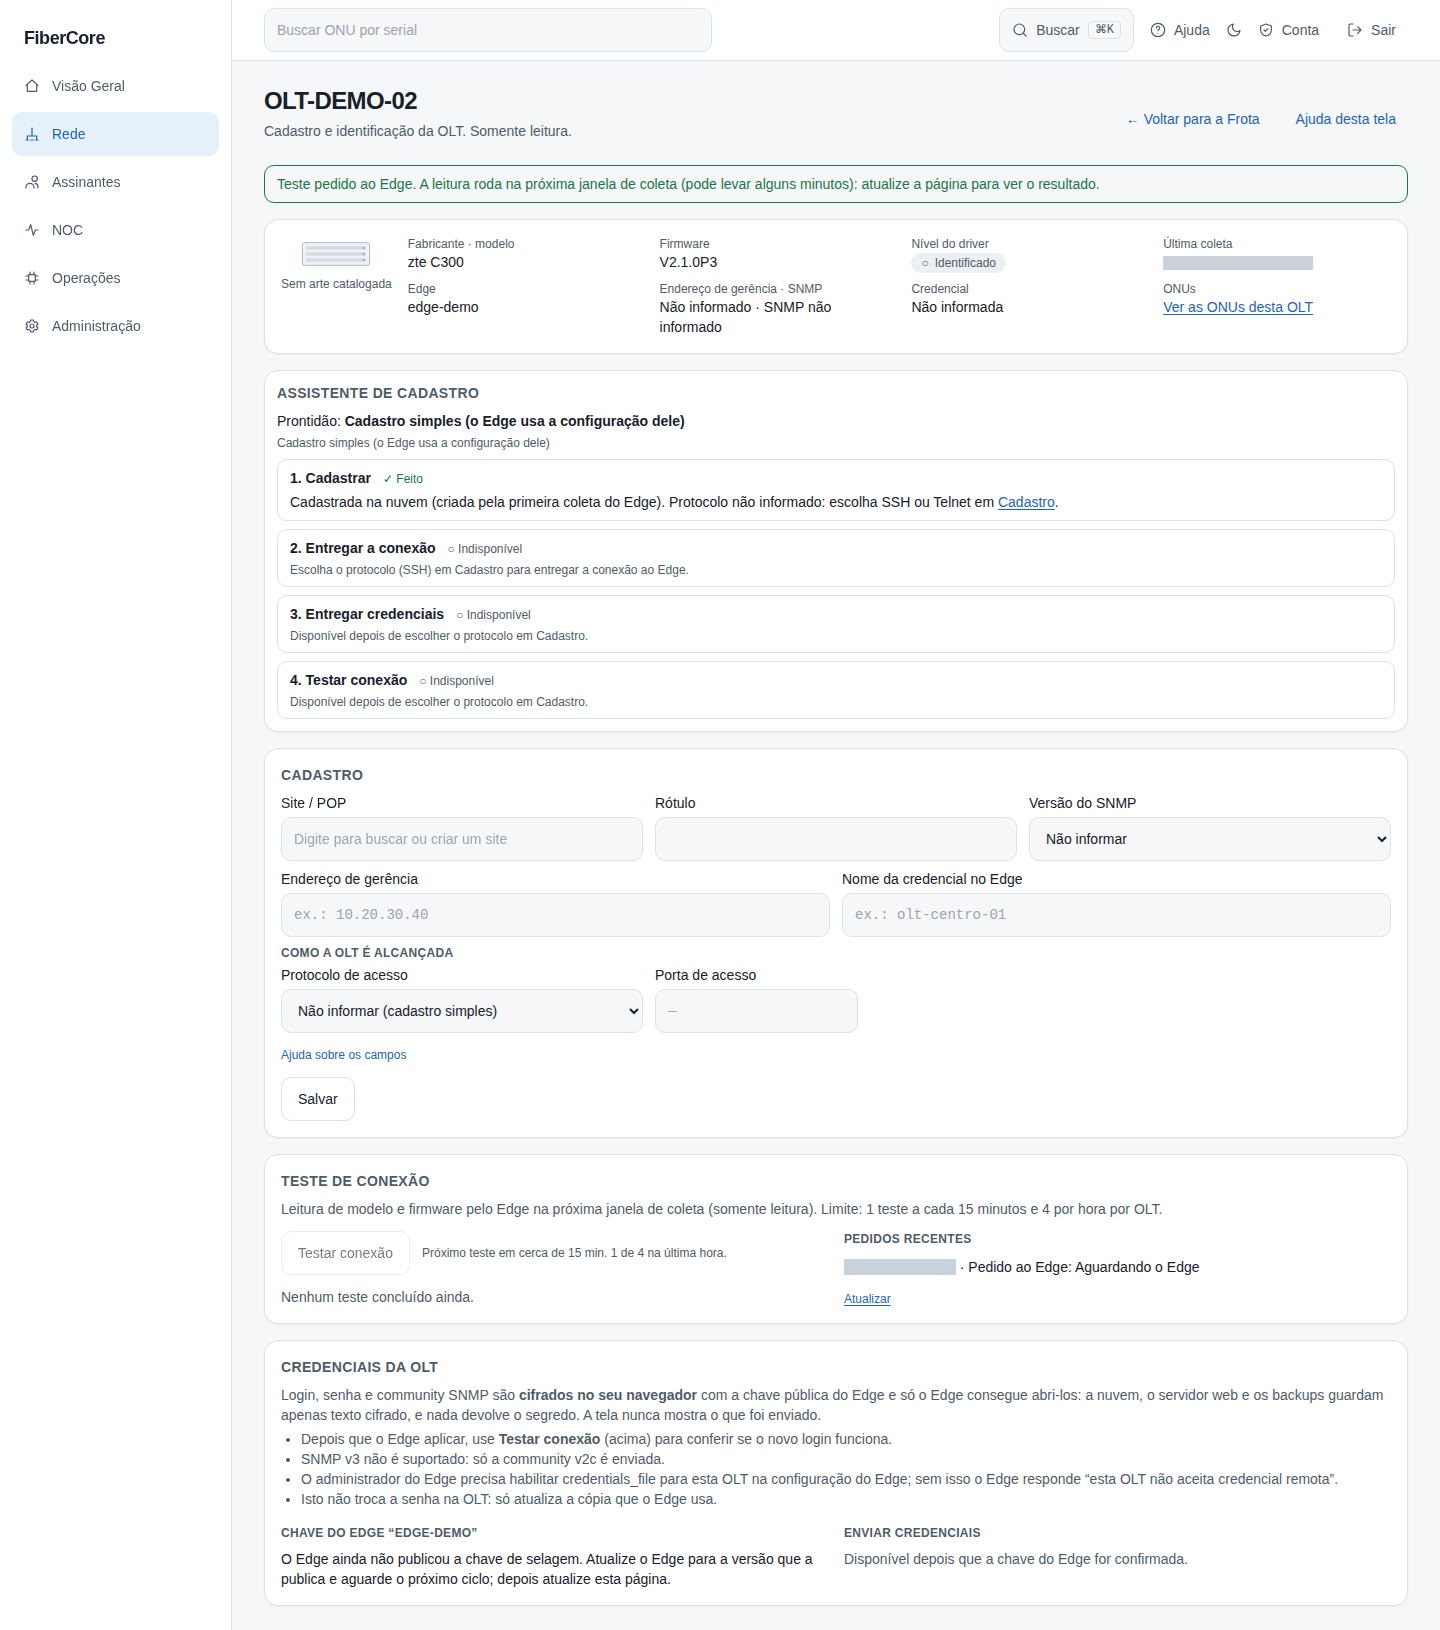 FiberCore
Visão Geral
Rede
Assinantes
NOC
Operações
Administração
Buscar ONU por serial
Buscar ⌘K
Ajuda
Conta
Sair
OLT-DEMO-02
Cadastro e identificação da OLT. Somente leitura.
← Voltar para a Frota
Ajuda desta tela
Teste pedido ao Edge. A leitura roda na próxima janela de coleta (pode levar alguns minutos): atualize a página para ver o resultado.
Sem arte catalogada
Fabricante · modelo
zte C300
Firmware
V2.1.0P3
Nível do driver
○ Identificado
Última coleta
Edge
edge-demo
Endereço de gerência · SNMP
Não informado · SNMP não
informado
Credencial
Não informada
ONUs
Ver as ONUs desta OLT
ASSISTENTE DE CADASTRO
Prontidão: Cadastro simples (o Edge usa a configuração dele)
Cadastro simples (o Edge usa a configuração dele)
1. Cadastrar ✓ Feito
Cadastrada na nuvem (criada pela primeira coleta do Edge). Protocolo não informado: escolha SSH ou Telnet em Cadastro.
2. Entregar a conexão ○ Indisponível
Escolha o protocolo (SSH) em Cadastro para entregar a conexão ao Edge.
3. Entregar credenciais ○ Indisponível
Disponível depois de escolher o protocolo em Cadastro.
4. Testar conexão ○ Indisponível
Disponível depois de escolher o protocolo em Cadastro.
CADASTRO
Site / POP
Rótulo
Versão do SNMP
Digite para buscar ou criar um site
Não informar
Endereço de gerência
Nome da credencial no Edge
ex.: 10.20.30.40
ex.: olt-centro-01
COMO A OLT É ALCANÇADA
Protocolo de acesso
Porta de acesso
Não informar (cadastro simples)
—
Ajuda sobre os campos
Salvar
TESTE DE CONEXÃO
Leitura de modelo e firmware pelo Edge na próxima janela de coleta (somente leitura). Limite: 1 teste a cada 15 minutos e 4 por hora por OLT.
Testar conexão
Próximo teste em cerca de 15 min. 1 de 4 na última hora.
Nenhum teste concluído ainda.
PEDIDOS RECENTES
· Pedido ao Edge: Aguardando o Edge
Atualizar
CREDENCIAIS DA OLT
Login, senha e community SNMP são cifrados no seu navegador com a chave pública do Edge e só o Edge consegue abri-los: a nuvem, o servidor web e os backups guardam
apenas texto cifrado, e nada devolve o segredo. A tela nunca mostra o que foi enviado.
• Depois que o Edge aplicar, use Testar conexão (acima) para conferir se o novo login funciona.
• SNMP v3 não é suportado: só a community v2c é enviada.
• O administrador do Edge precisa habilitar credentials_file para esta OLT na configuração do Edge; sem isso o Edge responde “esta OLT não aceita credencial remota”.
• Isto não troca a senha na OLT: só atualiza a cópia que o Edge usa.
CHAVE DO EDGE “EDGE-DEMO”
O Edge ainda não publicou a chave de selagem. Atualize o Edge para a versão que a
publica e aguarde o próximo ciclo; depois atualize esta página.
ENVIAR CREDENCIAIS
Disponível depois que a chave do Edge for confirmada.